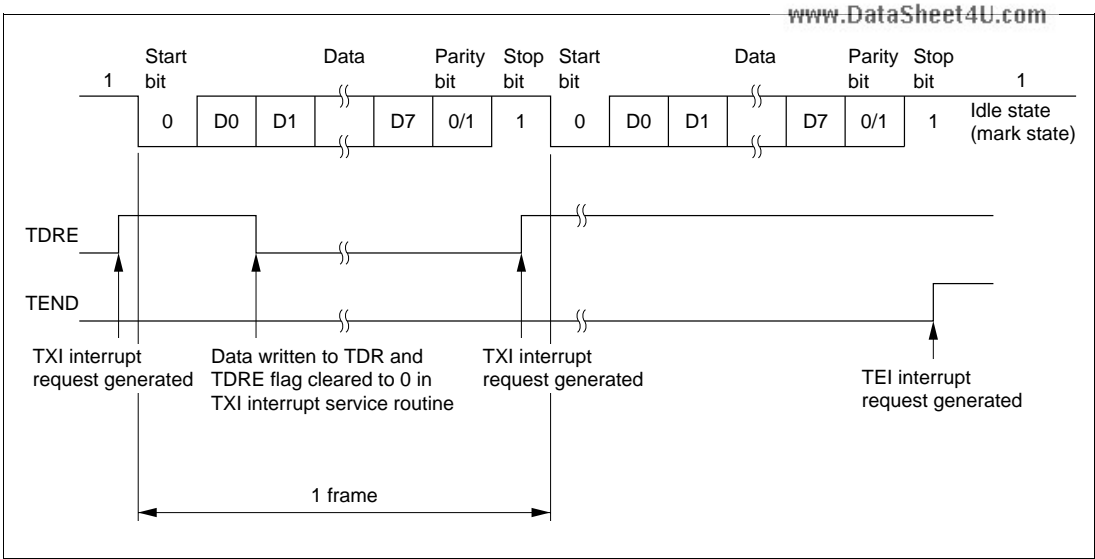 www.DataSheet4U.com
Start bit Data Parity bit Stop bit Start bit Data Parity bit Stop bit
1 1
0 D0 D1 D7 0/1 1 0 D0 D1 D7 0/1 1 Idle state (mark state)
TDRE
TEND
TXI interrupt
request generated
Data written to TDR and
TDRE flag cleared to 0 in
TXI interrupt service routine
TXI interrupt
request generated
TEI interrupt
request generated
1 frame